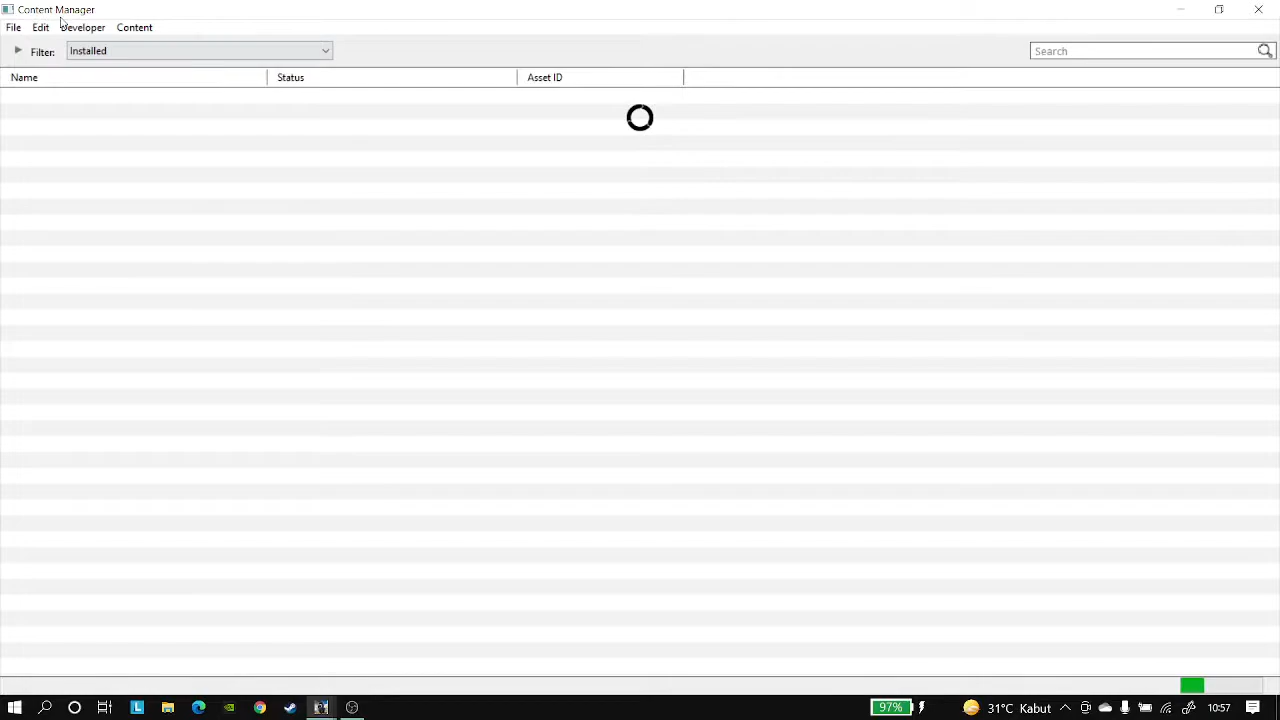 Content Manager
File Edit Developer Content
Filter: Installed Search
Name Status Asset ID
97% 31°C Kabut 10:57